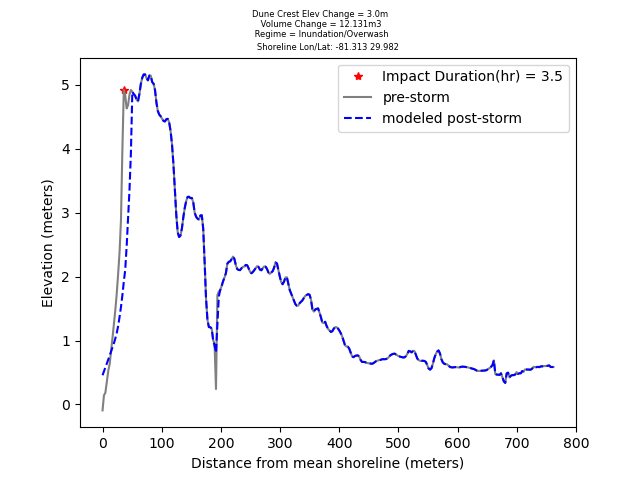 Dune Crest Elev Change = 3.0m
Volume Change = 12.131m3
Regime = Inundation/Overwash
Shoreline Lon/Lat: -81.313 29.982
Impact Duration(hr) = 3.5
pre-storm
modeled post-storm
Elevation (meters)
5
4
3
2
1
0
0 100 200 300 400 500 600 700 800
Distance from mean shoreline (meters)